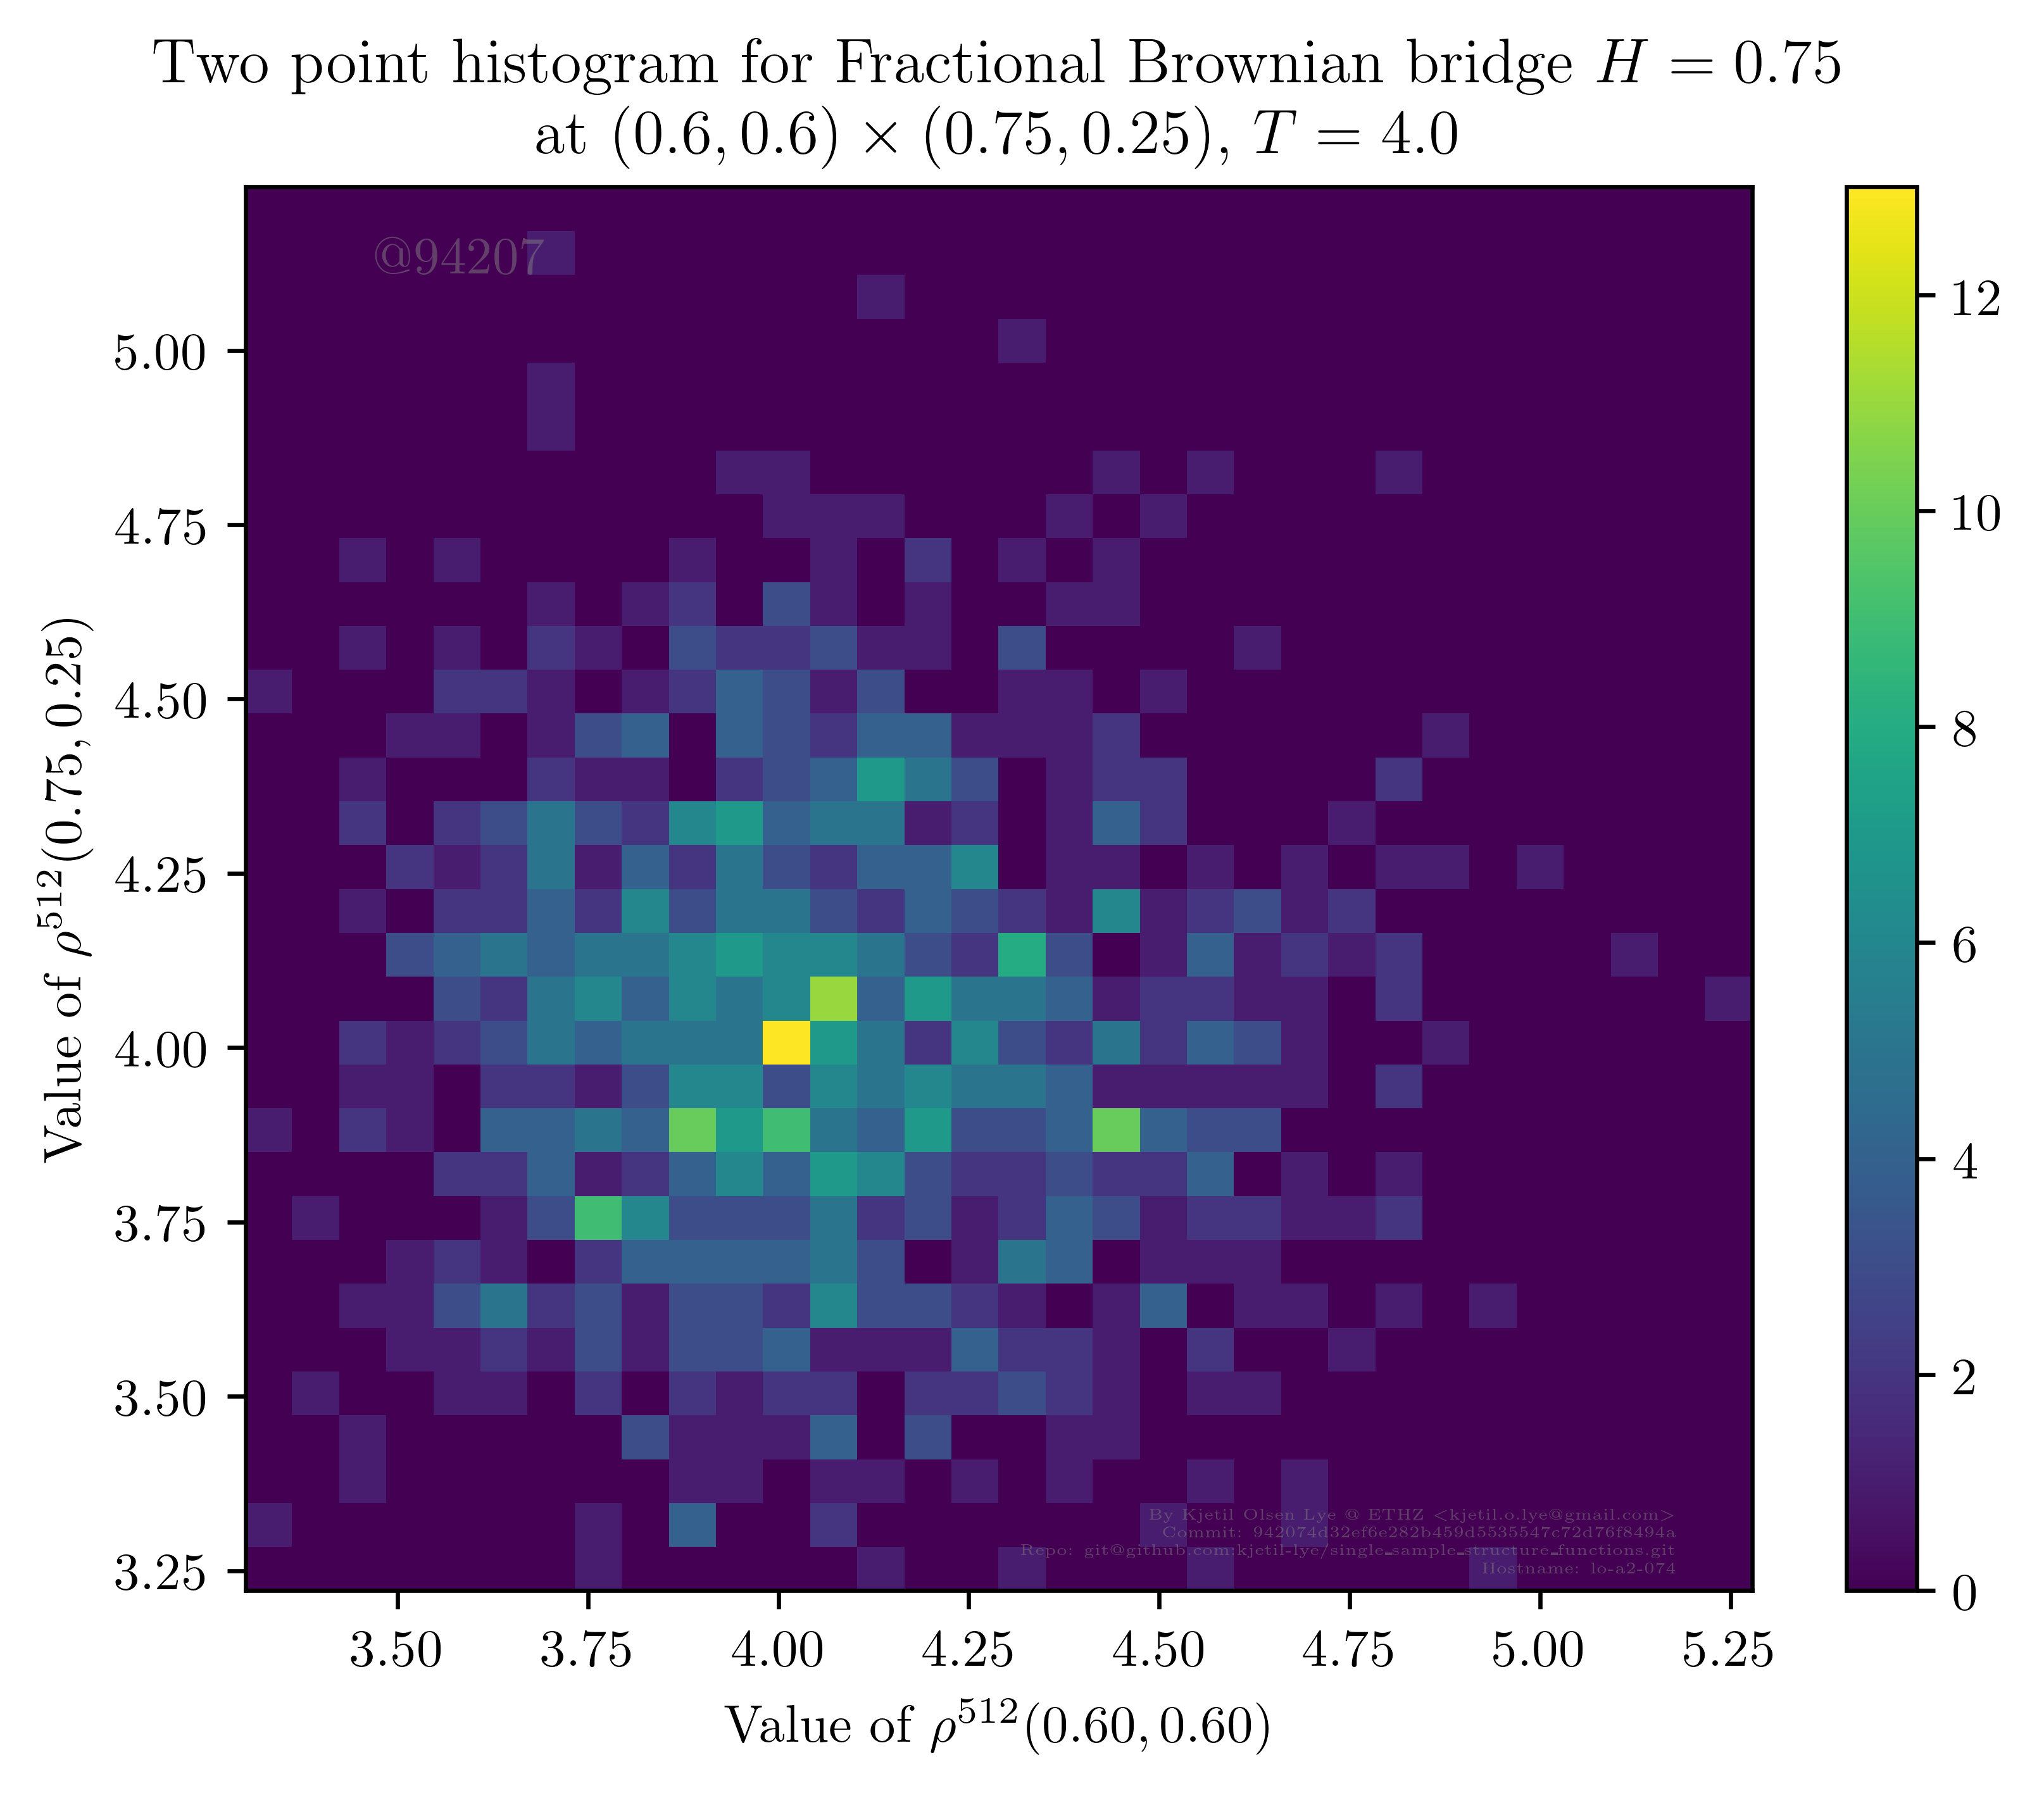 Two point histogram for Fractional Brownian bridge H = 0.75
at (0.6, 0.6) × (0.75, 0.25), T = 4.0
@94207
5.00
4.75
4.50
4.25
4.00
3.75
3.50
3.25
Value of ρ^512(0.75, 0.25)
3.50 3.75 4.00 4.25 4.50 4.75 5.00 5.25
Value of ρ^512(0.60, 0.60)
12
10
8
6
4
2
0
By Kjetil Olsen Lye @ ETHZ <kjetil.o.lye@gmail.com>
Commit: 942074d32ef6e282b459d5535547c72d76f8494a
Repo: git@github.com:kjetil-lye/single_sample_structure_functions.git
Hostname: lo-a2-074